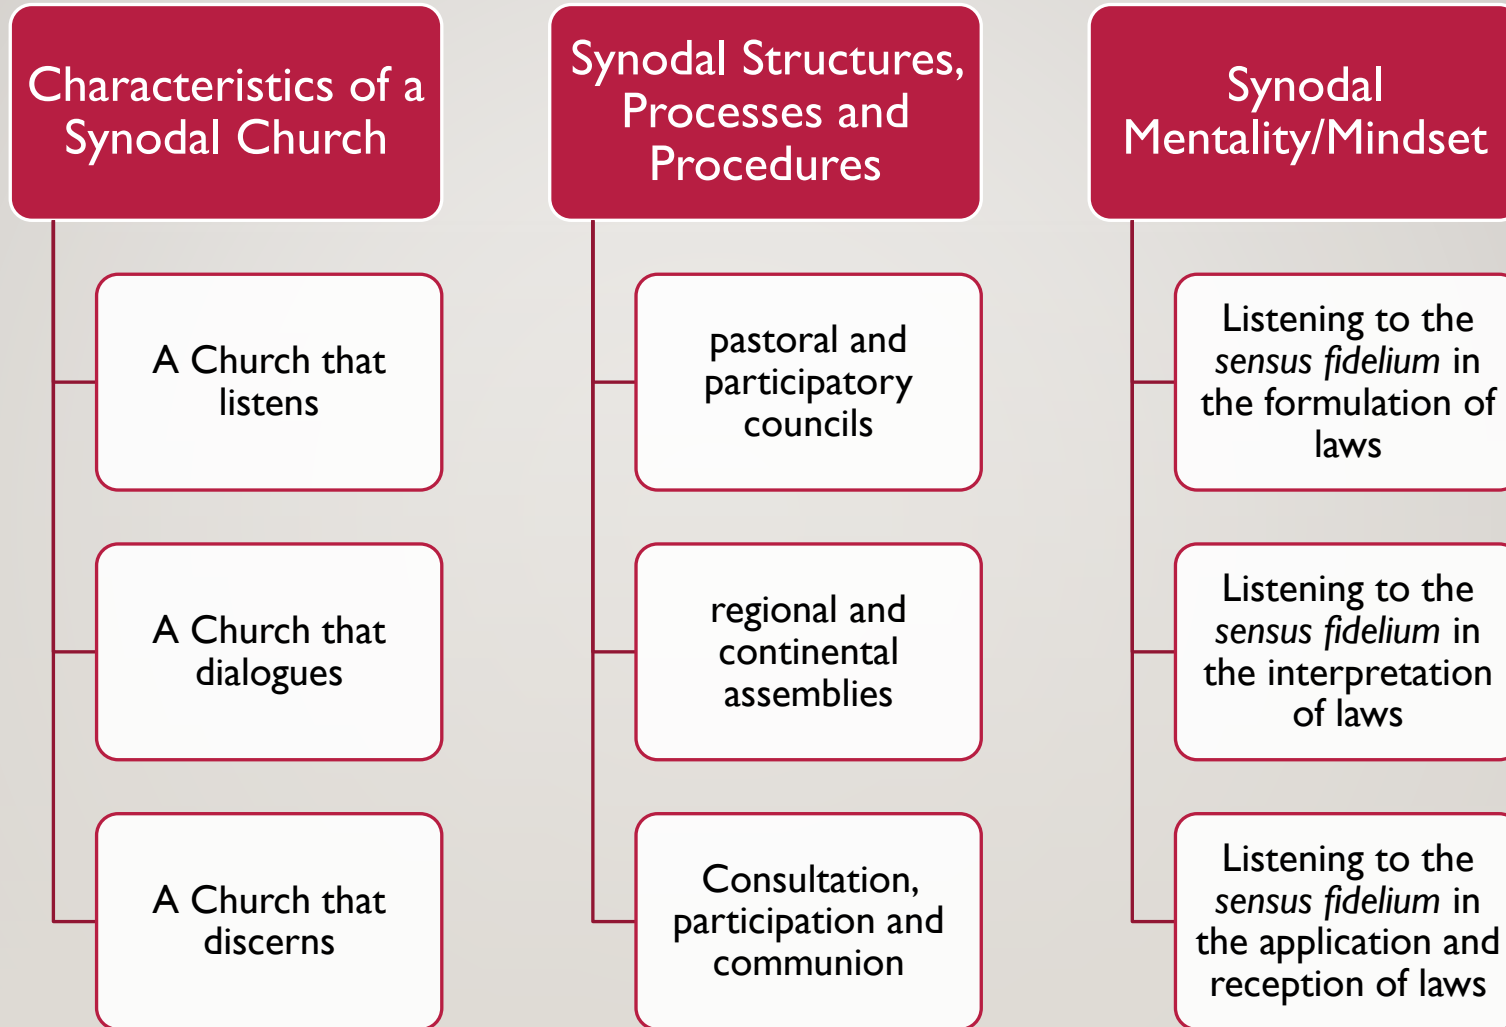 Characteristics of a
Synodal Church
A Church that
listens
A Church that
dialogues
A Church that
discerns
Synodal Structures,
Processes and
Procedures
pastoral and
participatory
councils
regional and
continental
assemblies
Consultation,
participation and
communion
Synodal
Mentality/Mindset
Listening to the
sensus fidelium in
the formulation of
laws
Listening to the
sensus fidelium in
the interpretation
of laws
Listening to the
sensus fidelium in
the application and
reception of laws